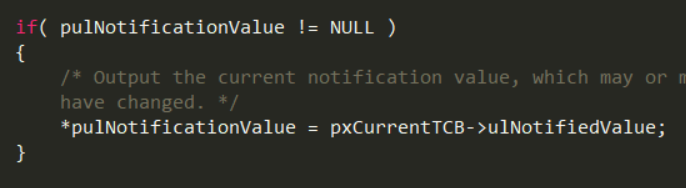 if( pulNotificationValue != NULL )
{
/* Output the current notification value, which may or
have changed. */
*pulNotificationValue = pxCurrentTCB->ulNotifiedValue;
}